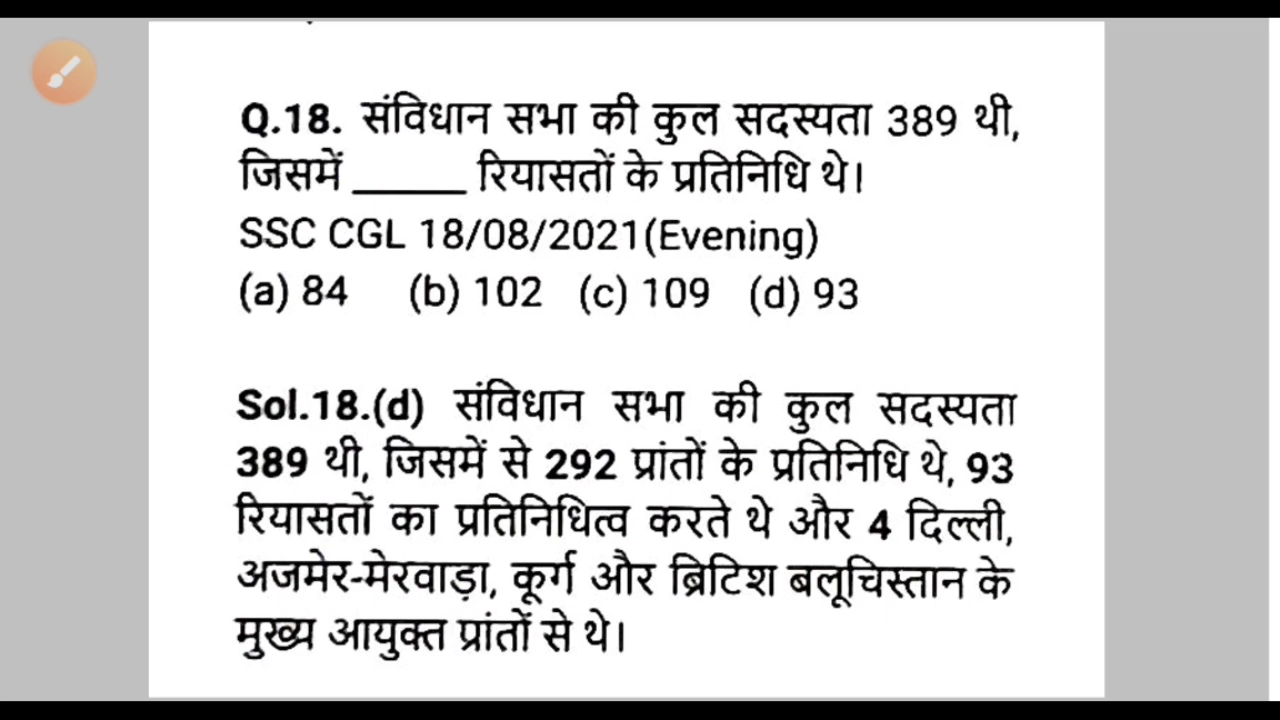 Q.18. संविधान सभा की कुल सदस्यता 389 थी,
जिसमें _____ रियासतों के प्रतिनिधि थे।
SSC CGL 18/08/2021(Evening)
(a) 84 (b) 102 (c) 109 (d) 93
Sol.18.(d) संविधान सभा की कुल सदस्यता
389 थी, जिसमें से 292 प्रांतों के प्रतिनिधि थे, 93
रियासतों का प्रतिनिधित्व करते थे और 4 दिल्ली,
अजमेर-मेरवाड़ा, कूर्ग और ब्रिटिश बलूचिस्तान के
मुख्य आयुक्त प्रांतों से थे।